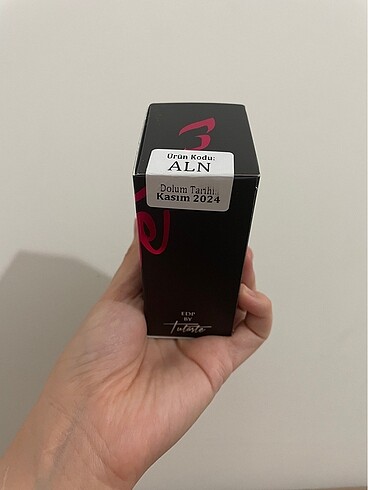 Ürün Kodu:
ALN
Dolum Tarihi:
Kasım 2024
EDP
BY